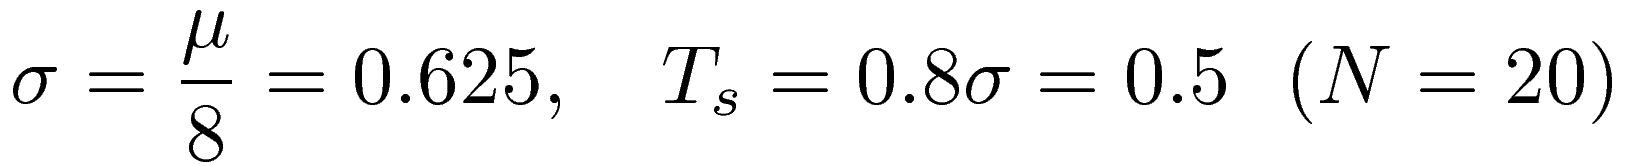 σ = μ/8 = 0.625, T_s = 0.8σ = 0.5 (N = 20)